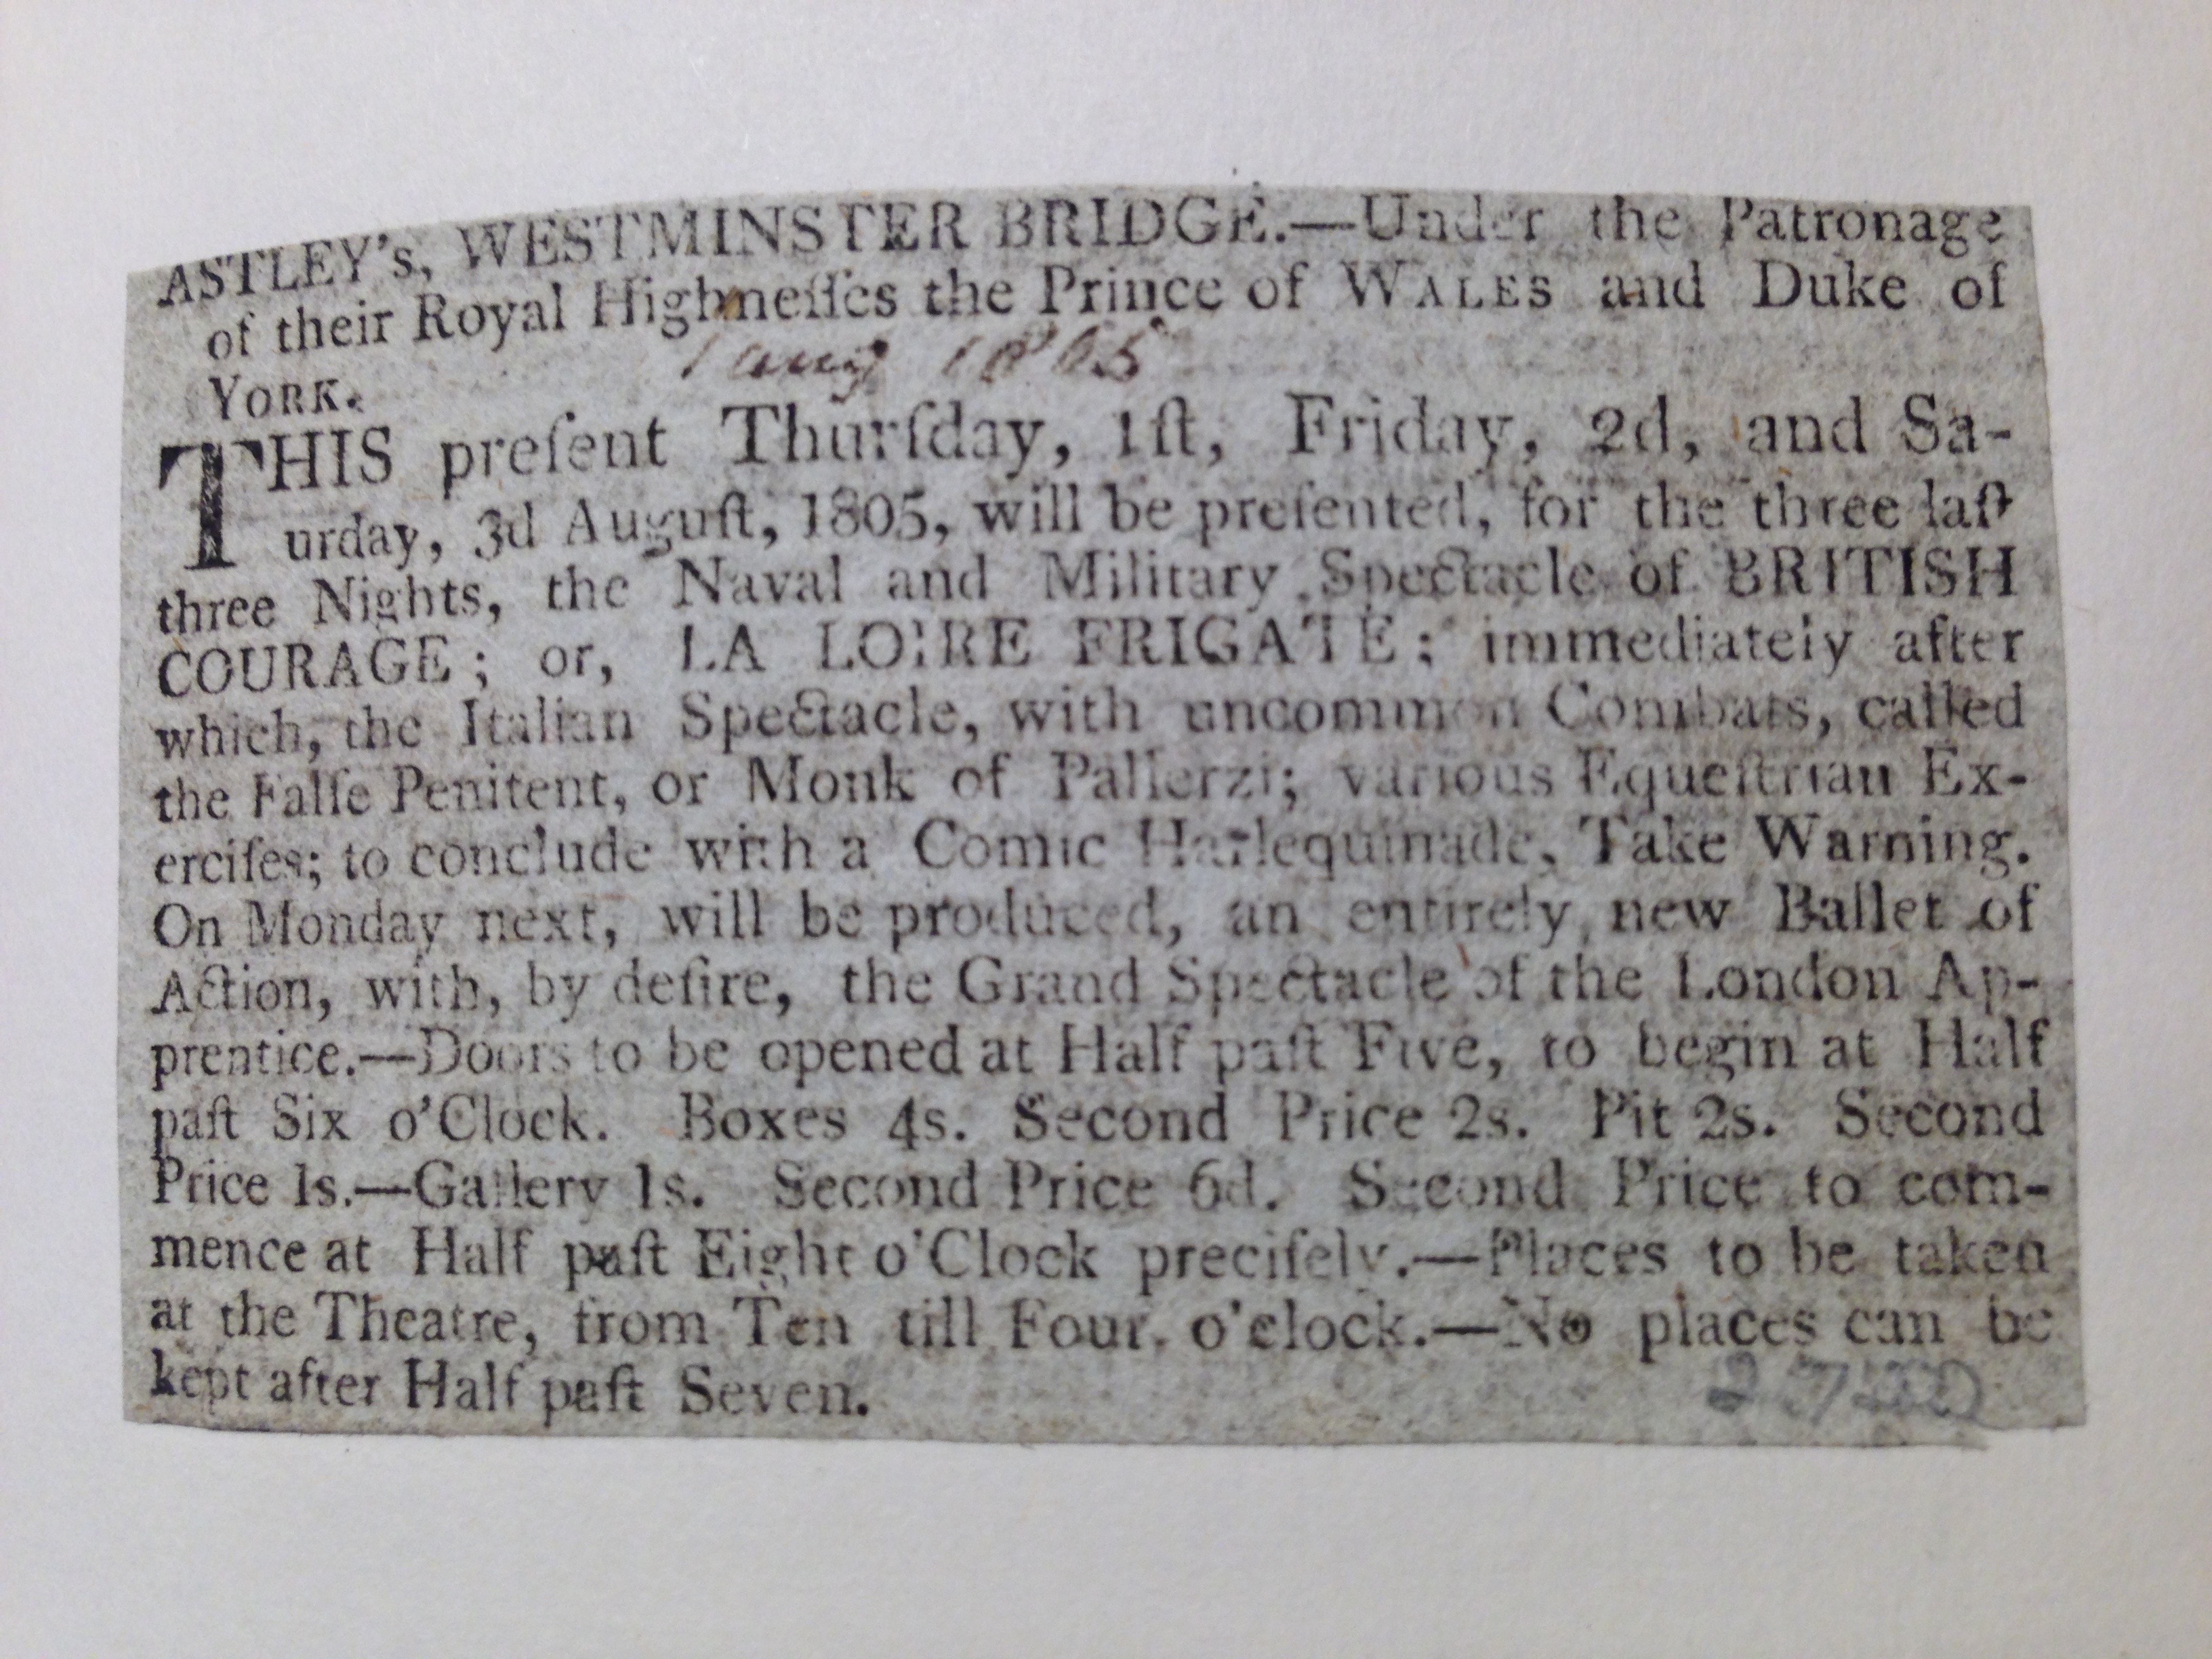 ASTLEY's, WESTMINSTER BRIDGE.—Under the Patronage
of their Royal Highneſſes the Prince of WALES and Duke of
YORK.
1 aug 1805
THIS preſent Thurſday, 1ſt, Friday, 2d, and Sa-
urday, 3d Auguſt, 1805, will be preſented, for the three laſt
three Nights, the Naval and Military Spectacle of BRITISH
COURAGE; or, LA LOIRE FRIGATE; immediately after
which, the Italian Spectacle, with uncommon Combats, called
the Falſe Penitent, or Monk of Pallerzi; various Equeſtrian Ex-
erciſes; to conclude with a Comic Harlequinade, Take Warning.
On Monday next, will be produced, an entirely new Ballet of
Action, with, by deſire, the Grand Spectacle of the London Ap-
prentice.—Doors to be opened at Half paſt Five, to begin at Half
paſt Six o'Clock. Boxes 4s. Second Price 2s. Pit 2s. Second
Price 1s.—Gallery 1s. Second Price 6d. Second Price to com-
mence at Half paſt Eight o'Clock preciſely.—Places to be taken
at the Theatre, from Ten till Four. o'clock.—No places can be
kept after Half paſt Seven.